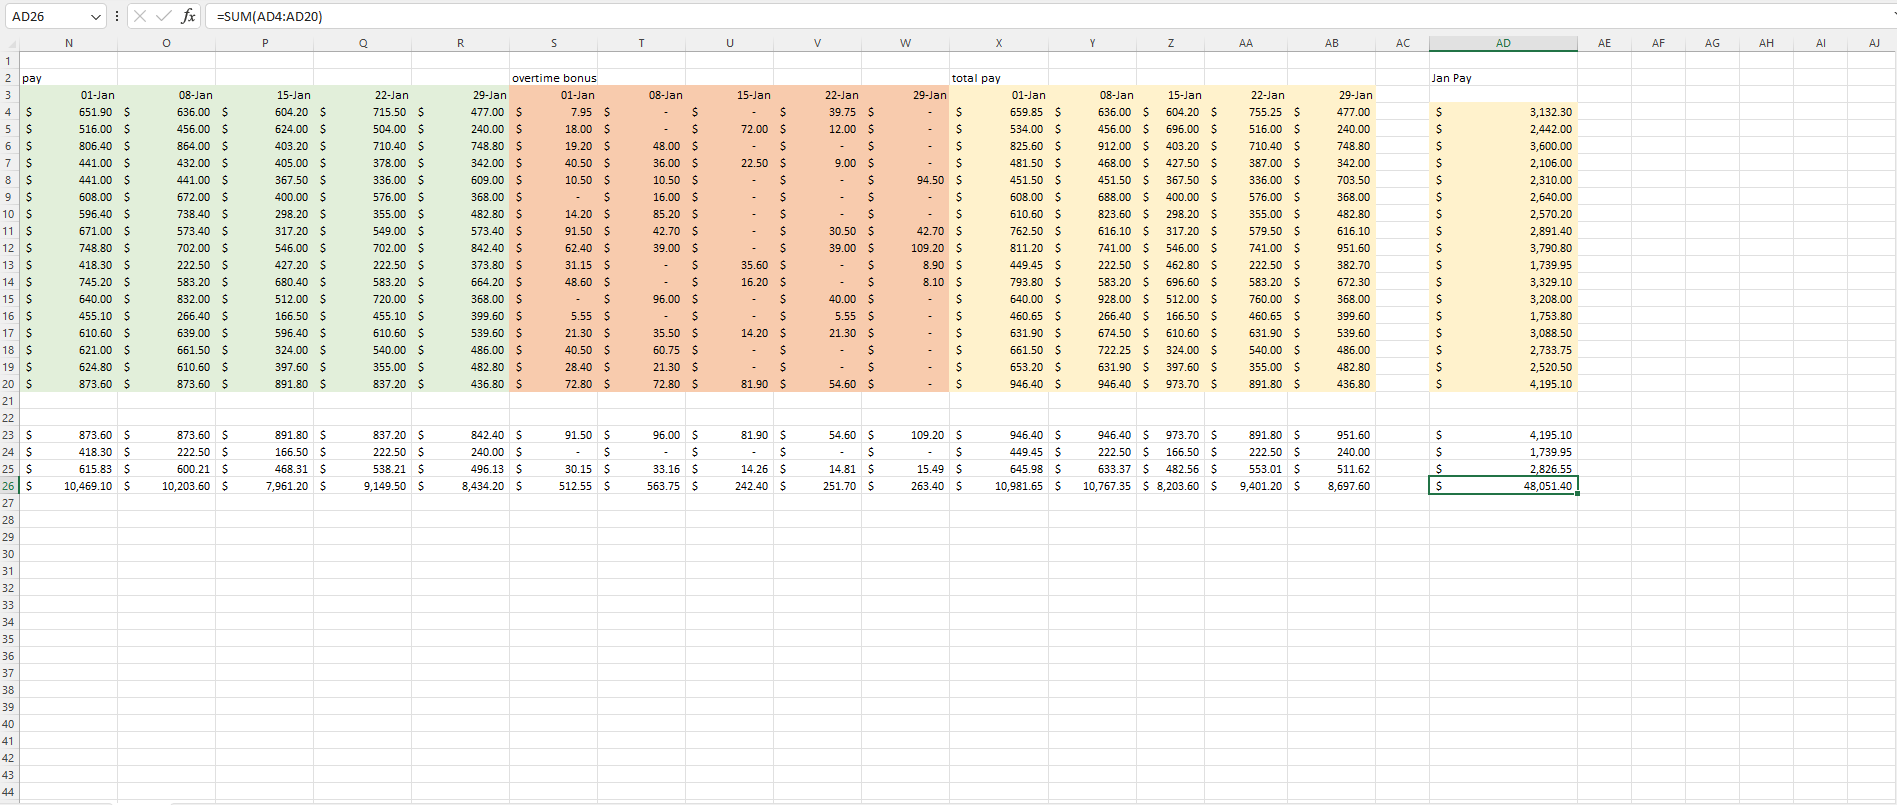 AD26 fx =SUM(AD4:AD20)
N O P Q R S T U V W X Y Z AA AB AC AD AE AF AG AH AI AJ
1
2 pay overtime bonus total pay Jan Pay
3 01-Jan 08-Jan 15-Jan 22-Jan 29-Jan 01-Jan 08-Jan 15-Jan 22-Jan 29-Jan 01-Jan 08-Jan 15-Jan 22-Jan 29-Jan
4 $ 651.90 $ 636.00 $ 604.20 $ 715.50 $ 477.00 $ 7.95 $ - $ - $ 39.75 $ - $ 659.85 $ 636.00 $ 604.20 $ 755.25 $ 477.00 $ 3,132.30
5 $ 516.00 $ 456.00 $ 624.00 $ 504.00 $ 240.00 $ 18.00 $ - $ 72.00 $ 12.00 $ - $ 534.00 $ 456.00 $ 696.00 $ 516.00 $ 240.00 $ 2,442.00
6 $ 806.40 $ 864.00 $ 403.20 $ 710.40 $ 748.80 $ 19.20 $ 48.00 $ - $ - $ - $ 825.60 $ 912.00 $ 403.20 $ 710.40 $ 748.80 $ 3,600.00
7 $ 441.00 $ 432.00 $ 405.00 $ 378.00 $ 342.00 $ 40.50 $ 36.00 $ 22.50 $ 9.00 $ - $ 481.50 $ 468.00 $ 427.50 $ 387.00 $ 342.00 $ 2,106.00
8 $ 441.00 $ 441.00 $ 367.50 $ 336.00 $ 609.00 $ 10.50 $ 10.50 $ - $ - $ 94.50 $ 451.50 $ 451.50 $ 367.50 $ 336.00 $ 703.50 $ 2,310.00
9 $ 608.00 $ 672.00 $ 400.00 $ 576.00 $ 368.00 $ - $ 16.00 $ - $ - $ - $ 608.00 $ 688.00 $ 400.00 $ 576.00 $ 368.00 $ 2,640.00
10 $ 596.40 $ 738.40 $ 298.20 $ 355.00 $ 482.80 $ 14.20 $ 85.20 $ - $ - $ - $ 610.60 $ 823.60 $ 298.20 $ 355.00 $ 482.80 $ 2,570.20
11 $ 671.00 $ 573.40 $ 317.20 $ 549.00 $ 573.40 $ 91.50 $ 42.70 $ - $ 30.50 $ 42.70 $ 762.50 $ 616.10 $ 317.20 $ 579.50 $ 616.10 $ 2,891.40
12 $ 748.80 $ 702.00 $ 546.00 $ 702.00 $ 842.40 $ 62.40 $ 39.00 $ - $ 39.00 $ 109.20 $ 811.20 $ 741.00 $ 546.00 $ 741.00 $ 951.60 $ 3,790.80
13 $ 418.30 $ 222.50 $ 427.20 $ 222.50 $ 373.80 $ 31.15 $ - $ 35.60 $ - $ 8.90 $ 449.45 $ 222.50 $ 462.80 $ 222.50 $ 382.70 $ 1,739.95
14 $ 745.20 $ 583.20 $ 680.40 $ 583.20 $ 664.20 $ 48.60 $ - $ 16.20 $ - $ 8.10 $ 793.80 $ 583.20 $ 696.60 $ 583.20 $ 672.30 $ 3,329.10
15 $ 640.00 $ 832.00 $ 512.00 $ 720.00 $ 368.00 $ - $ 96.00 $ - $ 40.00 $ - $ 640.00 $ 928.00 $ 512.00 $ 760.00 $ 368.00 $ 3,208.00
16 $ 455.10 $ 266.40 $ 166.50 $ 455.10 $ 399.60 $ 5.55 $ - $ - $ 5.55 $ - $ 460.65 $ 266.40 $ 166.50 $ 460.65 $ 399.60 $ 1,753.80
17 $ 610.60 $ 639.00 $ 596.40 $ 610.60 $ 539.60 $ 21.30 $ 35.50 $ 14.20 $ 21.30 $ - $ 631.90 $ 674.50 $ 610.60 $ 631.90 $ 539.60 $ 3,088.50
18 $ 621.00 $ 661.50 $ 324.00 $ 540.00 $ 486.00 $ 40.50 $ 60.75 $ - $ - $ - $ 661.50 $ 722.25 $ 324.00 $ 540.00 $ 486.00 $ 2,733.75
19 $ 624.80 $ 610.60 $ 397.60 $ 355.00 $ 482.80 $ 28.40 $ 21.30 $ - $ - $ - $ 653.20 $ 631.90 $ 397.60 $ 355.00 $ 482.80 $ 2,520.50
20 $ 873.60 $ 873.60 $ 891.80 $ 837.20 $ 436.80 $ 72.80 $ 72.80 $ 81.90 $ 54.60 $ - $ 946.40 $ 946.40 $ 973.70 $ 891.80 $ 436.80 $ 4,195.10
21
22
23 $ 873.60 $ 873.60 $ 891.80 $ 837.20 $ 842.40 $ 91.50 $ 96.00 $ 81.90 $ 54.60 $ 109.20 $ 946.40 $ 946.40 $ 973.70 $ 891.80 $ 951.60 $ 4,195.10
24 $ 418.30 $ 222.50 $ 166.50 $ 222.50 $ 240.00 $ - $ - $ - $ - $ - $ 449.45 $ 222.50 $ 166.50 $ 222.50 $ 240.00 $ 1,739.95
25 $ 615.83 $ 600.21 $ 468.31 $ 538.21 $ 496.13 $ 30.15 $ 33.16 $ 14.26 $ 14.81 $ 15.49 $ 645.98 $ 633.37 $ 482.56 $ 553.01 $ 511.62 $ 2,826.55
26 $ 10,469.10 $ 10,203.60 $ 7,961.20 $ 9,149.50 $ 8,434.20 $ 512.55 $ 563.75 $ 242.40 $ 251.70 $ 263.40 $ 10,981.65 $ 10,767.35 $ 8,203.60 $ 9,401.20 $ 8,697.60 $ 48,051.40
27
28
29
30
31
32
33
34
35
36
37
38
39
40
41
42
43
44